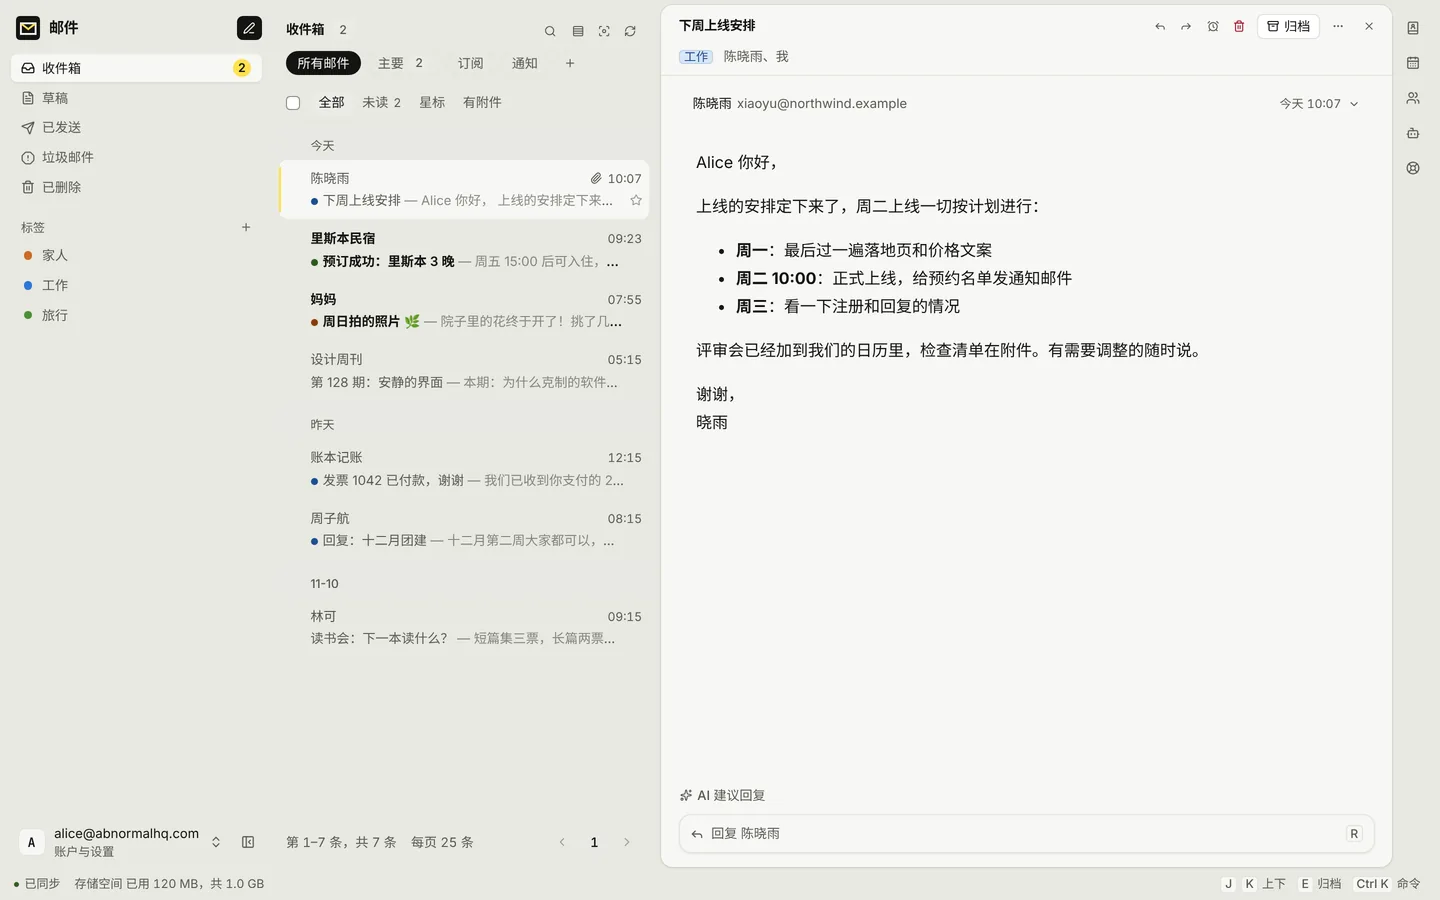 邮件
收件箱 2
草稿
已发送
垃圾邮件
已删除
标签
家人
工作
旅行
A alice@abnormalhq.com
账户与设置
已同步 存储空间 已用 120 MB，共 1.0 GB
收件箱 2
所有邮件 主要 2 订阅 通知
全部 未读 2 星标 有附件
今天
陈晓雨 10:07
下周上线安排 — Alice 你好， 上线的安排定下来...
里斯本民宿 09:23
预订成功：里斯本 3 晚 — 周五 15:00 后可入住，...
妈妈 07:55
周日拍的照片 🌿 — 院子里的花终于开了！挑了几...
设计周刊 05:15
第 128 期：安静的界面 — 本期：为什么克制的软件...
昨天
账本记账 12:15
发票 1042 已付款，谢谢 — 我们已收到你支付的 2...
周子航 08:15
回复：十二月团建 — 十二月第二周大家都可以，...
11-10
林可 09:15
读书会：下一本读什么？ — 短篇集三票，长篇两票...
第 1–7 条，共 7 条 每页 25 条 1
下周上线安排 归档
工作 陈晓雨、我
陈晓雨 xiaoyu@northwind.example 今天 10:07
Alice 你好，
上线的安排定下来了，周二上线一切按计划进行：
• 周一：最后过一遍落地页和价格文案
• 周二 10:00：正式上线，给预约名单发通知邮件
• 周三：看一下注册和回复的情况
评审会已经加到我们的日历里，检查清单在附件。有需要调整的随时说。
谢谢，
晓雨
AI 建议回复
回复 陈晓雨 R
J K 上下 E 归档 Ctrl K 命令